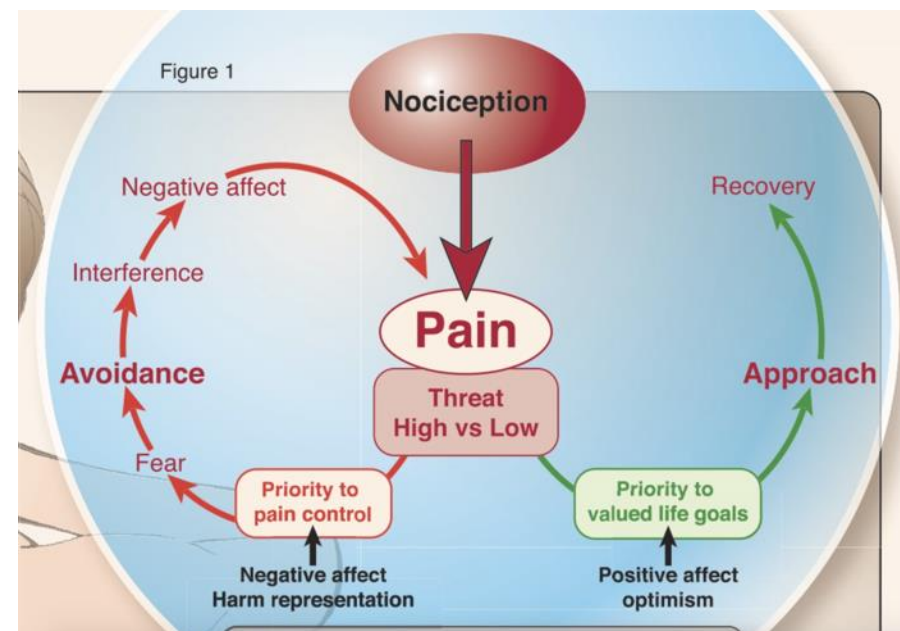 Figure 1
Nociception
Negative affect
Recovery
Interference
Pain
Avoidance
Approach
Threat
High vs Low
Fear
Priority to
pain control
Priority to
valued life goals
Negative affect
Harm representation
Positive affect
optimism